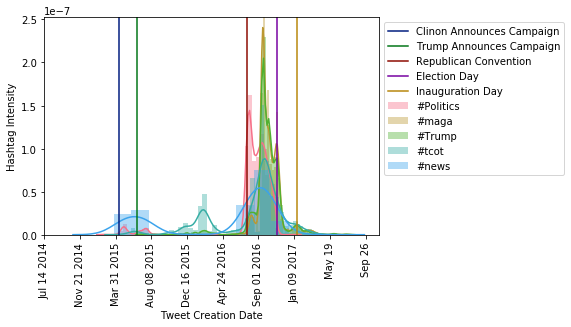 1e−7
2.5
2.0
1.5
1.0
0.5
0.0
Hashtag Intensity
Jul 14 2014
Nov 21 2014
Mar 31 2015
Aug 08 2015
Dec 16 2015
Apr 24 2016
Sep 01 2016
Jan 09 2017
May 19
Sep 26
Tweet Creation Date
Clinon Announces Campaign
Trump Announces Campaign
Republican Convention
Election Day
Inauguration Day
#Politics
#maga
#Trump
#tcot
#news